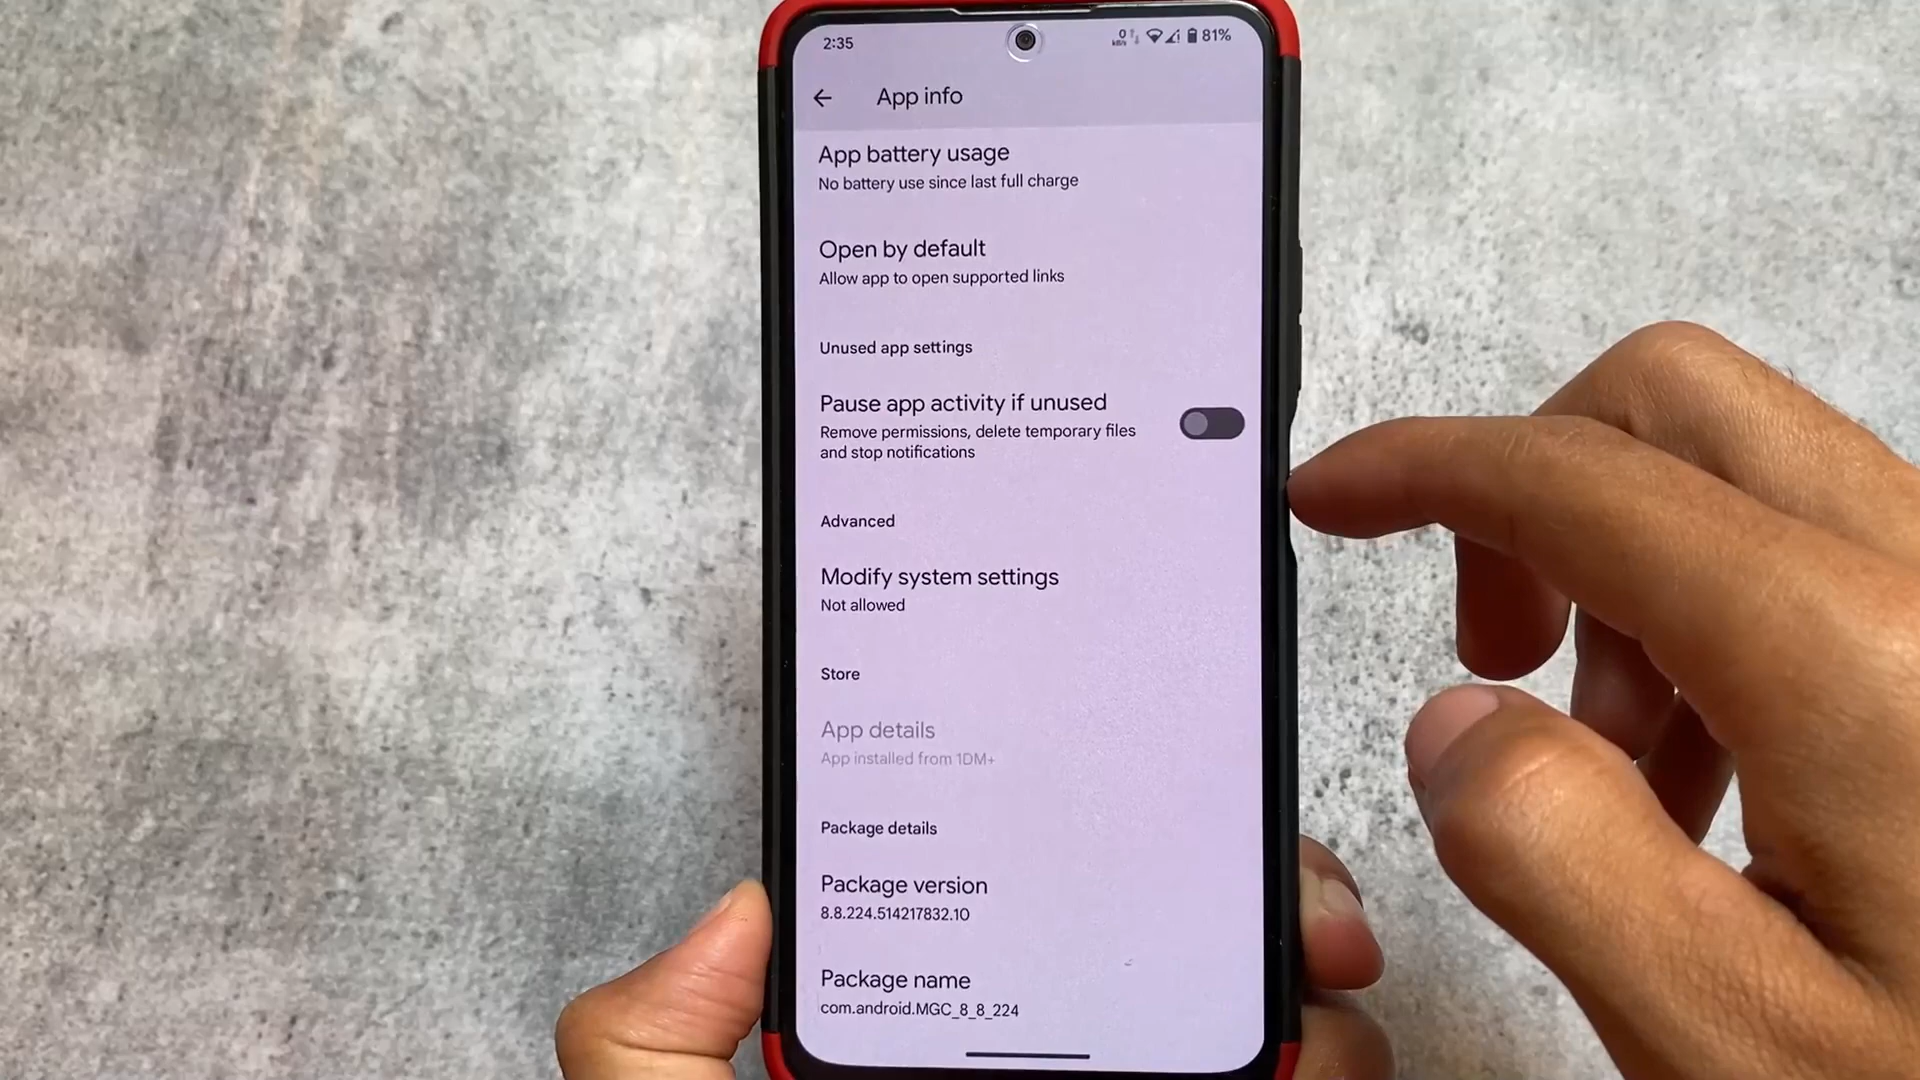 2:35
0
kB/s
81%
App info
App battery usage
No battery use since last full charge
Open by default
Allow app to open supported links
Unused app settings
Pause app activity if unused
Remove permissions, delete temporary files
and stop notifications
Advanced
Modify system settings
Not allowed
Store
App details
App installed from 1DM+
Package details
Package version
8.8.224.514217832.10
Package name
com.android.MGC_8_8_224